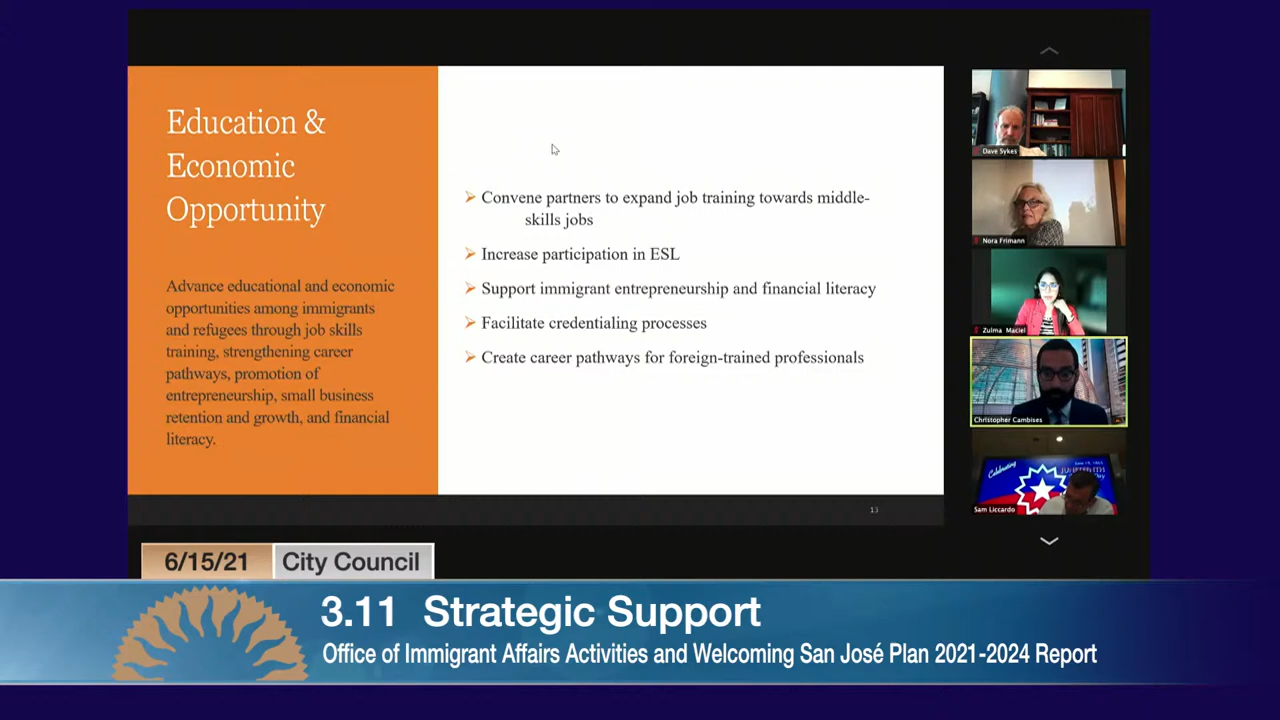 Education &
Economic
Opportunity
Advance educational and economic
opportunities among immigrants
and refugees through job skills
training, strengthening career
pathways, promotion of
entrepreneurship, small business
retention and growth, and financial
literacy.
➢ Convene partners to expand job training towards middle-
skills jobs
➢ Increase participation in ESL
➢ Support immigrant entrepreneurship and financial literacy
➢ Facilitate credentialing processes
➢ Create career pathways for foreign-trained professionals
13
Dave Sykes
Nora Frimann
Zulma Maciel
Christopher Cambises
Celebrating
Sam Liccardo
6/15/21 City Council
3.11 Strategic Support
Office of Immigrant Affairs Activities and Welcoming San José Plan 2021-2024 Report